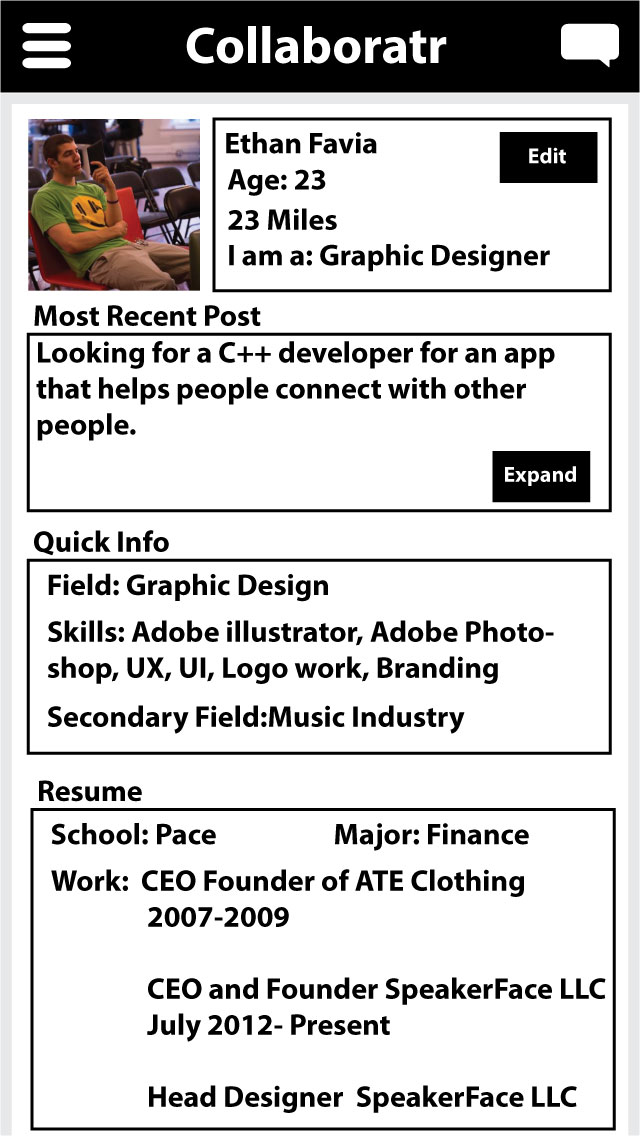 Collaboratr
Ethan Favia
Edit
Age: 23
23 Miles
I am a: Graphic Designer
Most Recent Post
Looking for a C++ developer for an app
that helps people connect with other
people.
Expand
Quick Info
Field: Graphic Design
Skills: Adobe illustrator, Adobe Photo-
shop, UX, UI, Logo work, Branding
Secondary Field:Music Industry
Resume
School: Pace Major: Finance
Work: CEO Founder of ATE Clothing
2007-2009
CEO and Founder SpeakerFace LLC
July 2012- Present
Head Designer SpeakerFace LLC